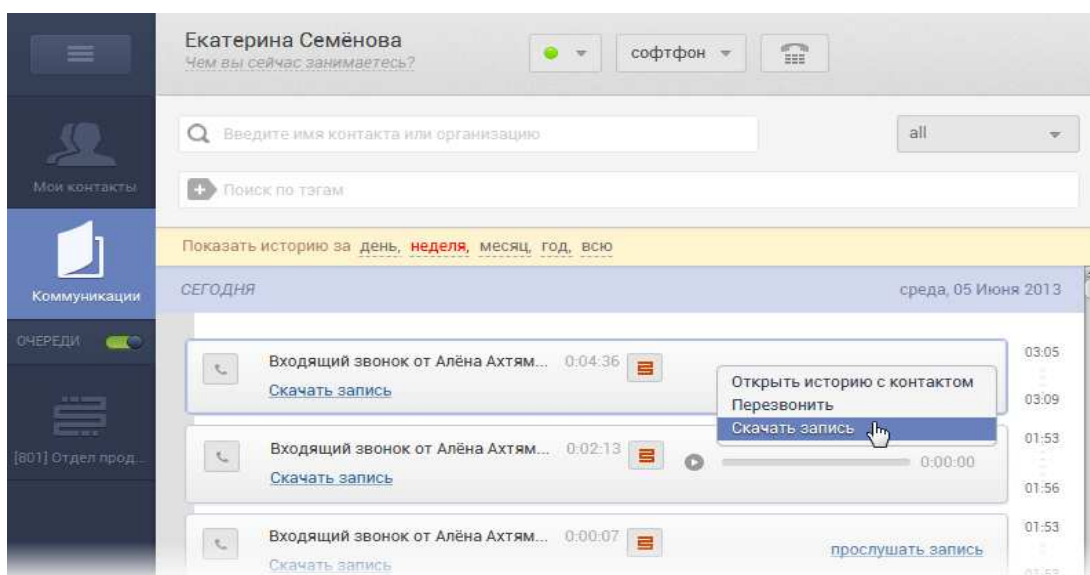 Екатерина Семёнова
Чем вы сейчас занимаетесь?
софтфон
Введите имя контакта или организацию
all
Мои контакты
Поиск по тэгам
Показать историю за день, неделя, месяц, год, всю
Коммуникации
СЕГОДНЯ
среда, 05 Июня 2013
ОЧЕРЕДИ
Входящий звонок от Алёна Ахтям... 0:04:36
Скачать запись
03:05
03:09
Открыть историю с контактом
Перезвонить
Скачать запись
[801] Отдел прод...
Входящий звонок от Алёна Ахтям... 0:02:13
Скачать запись
0:00:00
01:53
01:56
Входящий звонок от Алёна Ахтям... 0:00:07
Скачать запись
прослушать запись
01:53
01:53